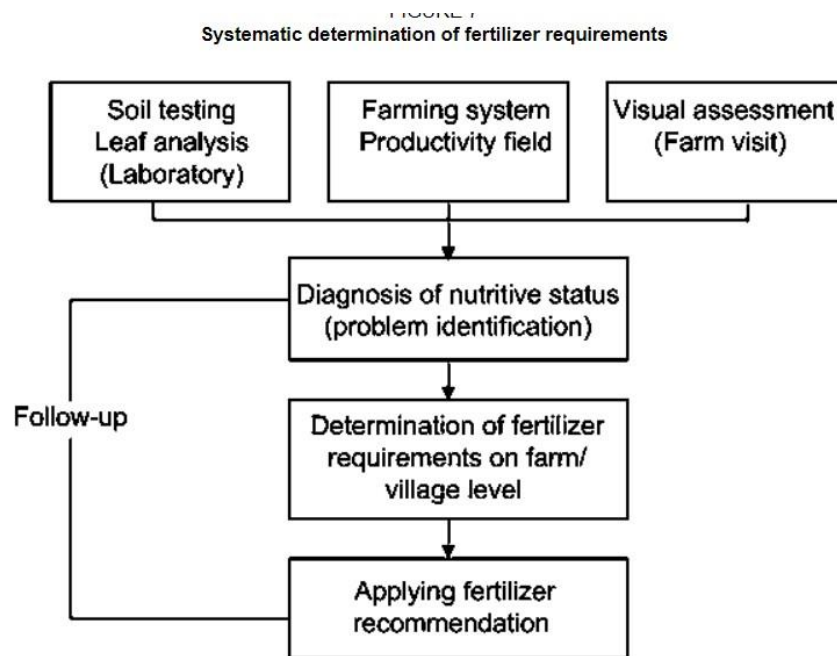 Systematic determination of fertilizer requirements
Soil testing
Leaf analysis
(Laboratory)
Farming system
Productivity field
Visual assessment
(Farm visit)
Diagnosis of nutritive status
(problem identification)
Follow-up
Determination of fertilizer
requirements on farm/
village level
Applying fertilizer
recommendation